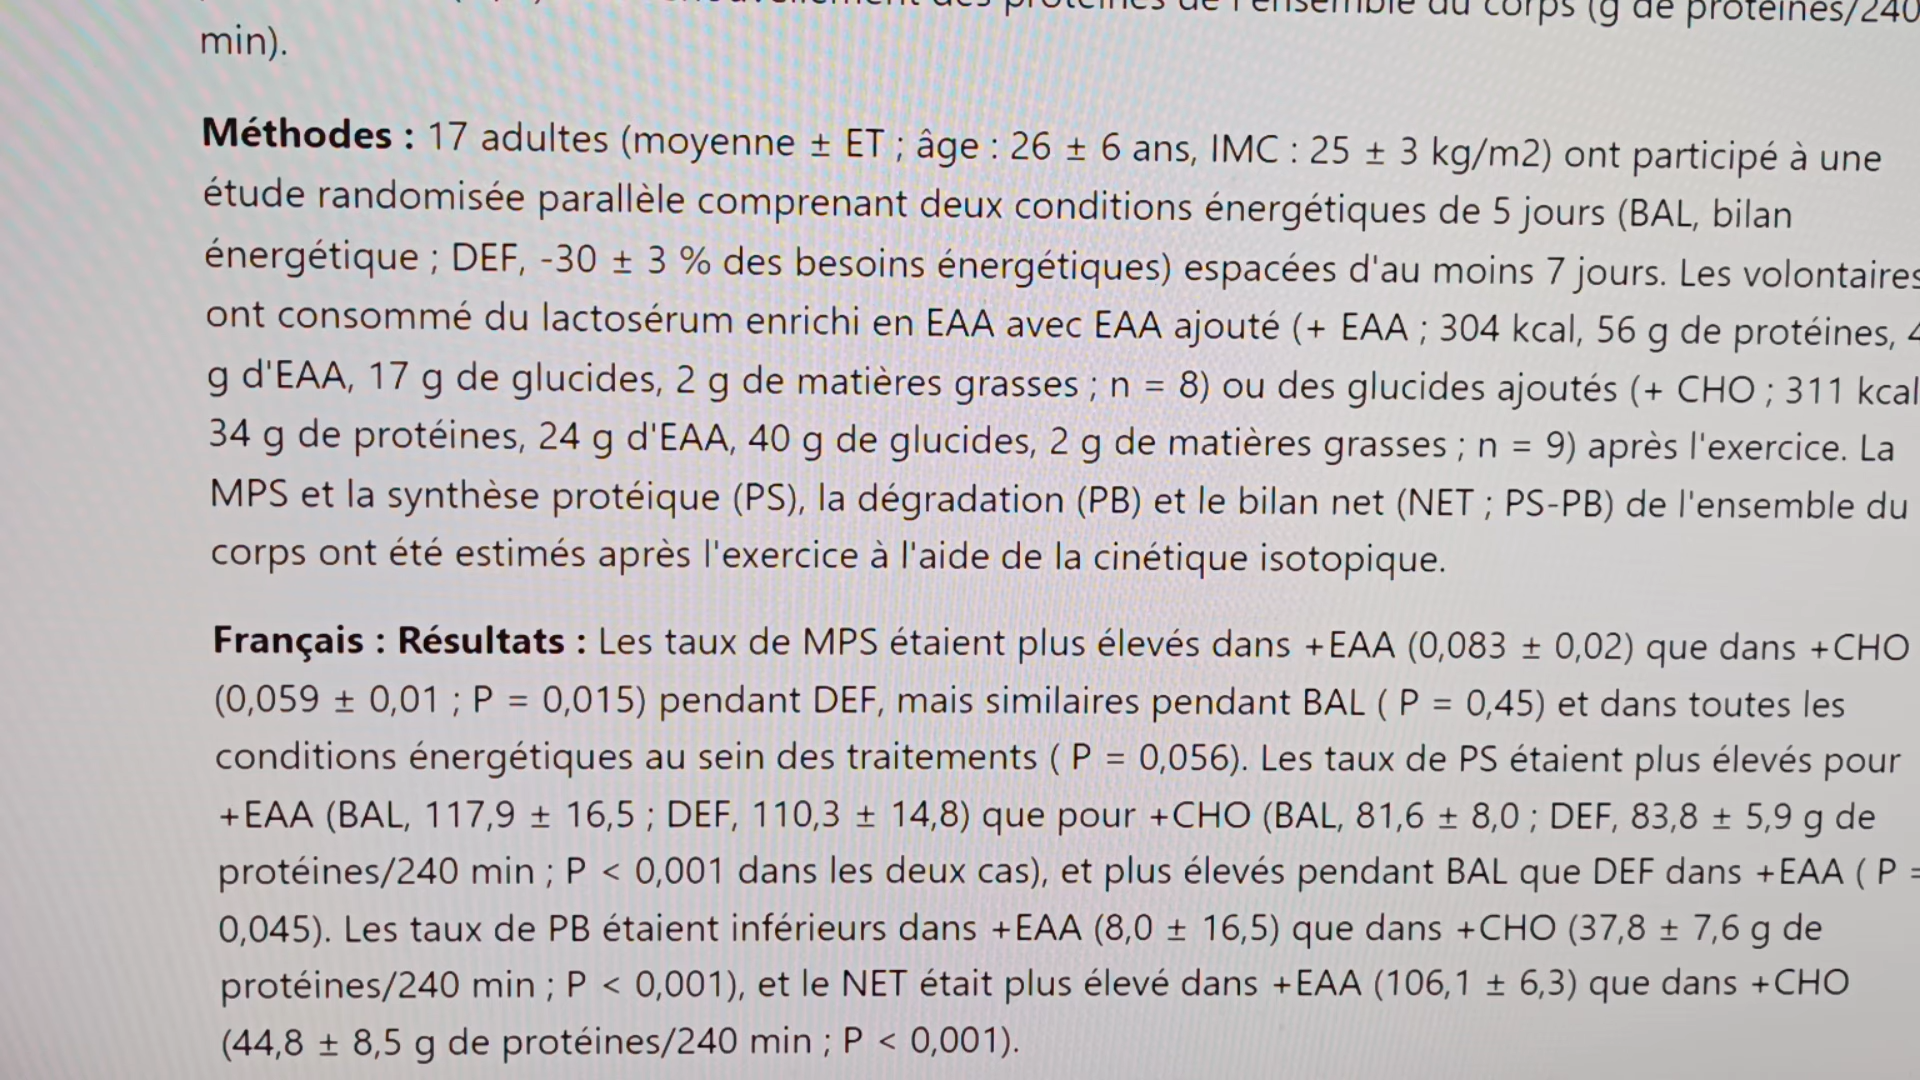 des protéines de l'ensemble du corps (g de protéines/240
min).
Méthodes : 17 adultes (moyenne ± ET ; âge : 26 ± 6 ans, IMC : 25 ± 3 kg/m2) ont participé à une
étude randomisée parallèle comprenant deux conditions énergétiques de 5 jours (BAL, bilan
énergétique ; DEF, -30 ± 3 % des besoins énergétiques) espacées d'au moins 7 jours. Les volontaires
ont consommé du lactosérum enrichi en EAA avec EAA ajouté (+ EAA ; 304 kcal, 56 g de protéines,
g d'EAA, 17 g de glucides, 2 g de matières grasses ; n = 8) ou des glucides ajoutés (+ CHO ; 311 kcal
34 g de protéines, 24 g d'EAA, 40 g de glucides, 2 g de matières grasses ; n = 9) après l'exercice. La
MPS et la synthèse protéique (PS), la dégradation (PB) et le bilan net (NET ; PS-PB) de l'ensemble du
corps ont été estimés après l'exercice à l'aide de la cinétique isotopique.
Français : Résultats : Les taux de MPS étaient plus élevés dans +EAA (0,083 ± 0,02) que dans +CHO
(0,059 ± 0,01 ; P = 0,015) pendant DEF, mais similaires pendant BAL ( P = 0,45) et dans toutes les
conditions énergétiques au sein des traitements ( P = 0,056). Les taux de PS étaient plus élevés pour
+EAA (BAL, 117,9 ± 16,5 ; DEF, 110,3 ± 14,8) que pour +CHO (BAL, 81,6 ± 8,0 ; DEF, 83,8 ± 5,9 g de
protéines/240 min ; P < 0,001 dans les deux cas), et plus élevés pendant BAL que DEF dans +EAA ( P =
0,045). Les taux de PB étaient inférieurs dans +EAA (8,0 ± 16,5) que dans +CHO (37,8 ± 7,6 g de
protéines/240 min ; P < 0,001), et le NET était plus élevé dans +EAA (106,1 ± 6,3) que dans +CHO
(44,8 ± 8,5 g de protéines/240 min ; P < 0,001).